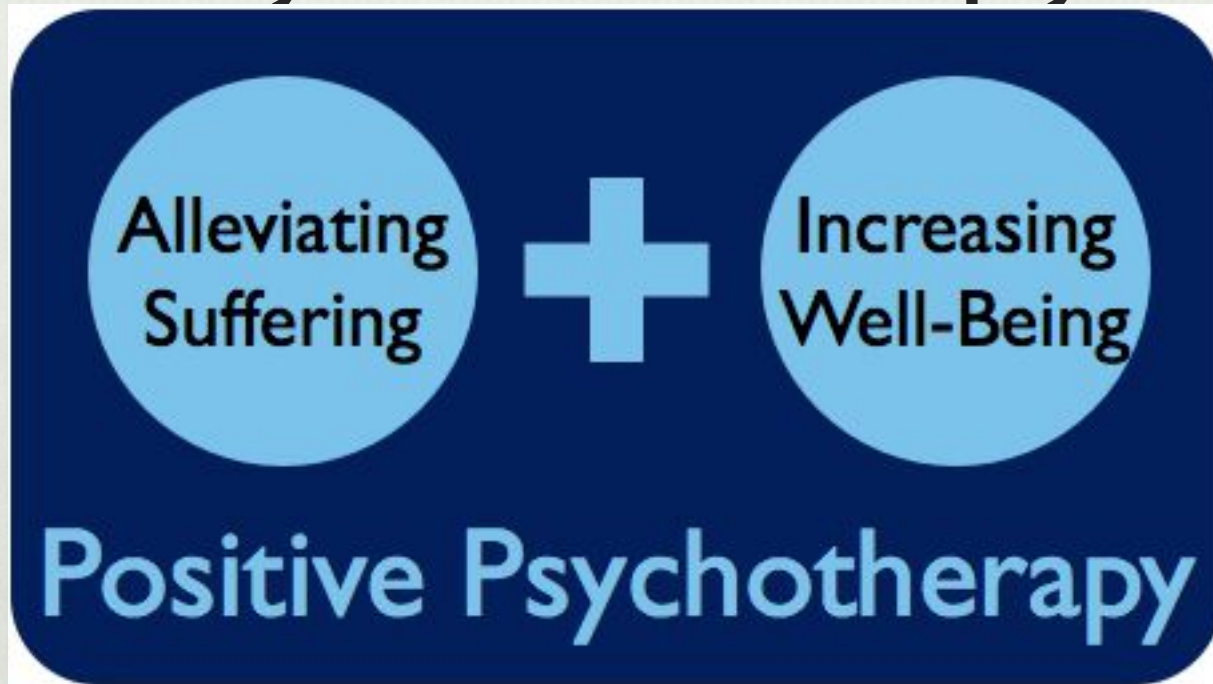 Alleviating
Suffering
Increasing
Well-Being
Positive Psychotherapy